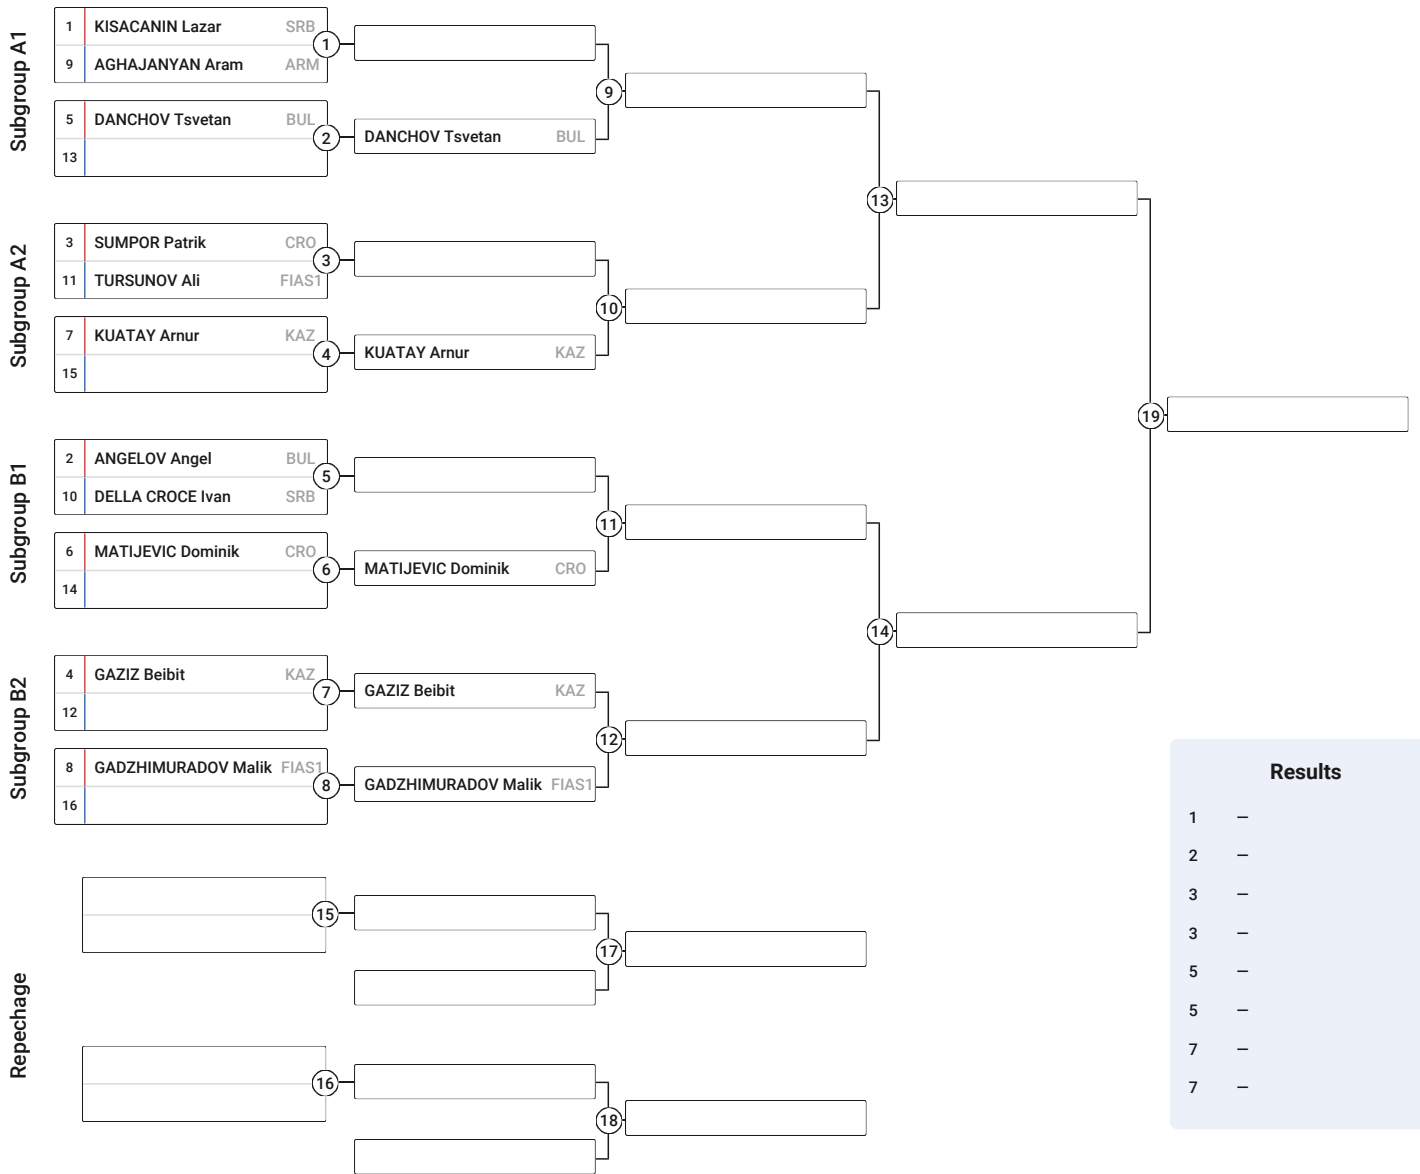 Subgroup A1
1 KISACANIN Lazar SRB
9 AGHAJANYAN Aram ARM
1
5 DANCHOV Tsvetan BUL
13
2
DANCHOV Tsvetan BUL
9
Subgroup A2
3 SUMPOR Patrik CRO
11 TURSUNOV Ali FIAS1
3
7 KUATAY Arnur KAZ
15
4
KUATAY Arnur KAZ
10
13
Subgroup B1
2 ANGELOV Angel BUL
10 DELLA CROCE Ivan SRB
5
6 MATIJEVIC Dominik CRO
14
6
MATIJEVIC Dominik CRO
11
Subgroup B2
4 GAZIZ Beibit KAZ
12
7
GAZIZ Beibit KAZ
8 GADZHIMURADOV Malik FIAS1
16
8
GADZHIMURADOV Malik FIAS1
12
14
19
Repechage
15
17
16
18
Results
1 –
2 –
3 –
3 –
5 –
5 –
7 –
7 –